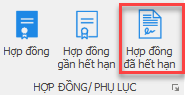 Hợp đồng
Hợp đồng gần hết hạn
Hợp đồng đã hết hạn
HỢP ĐỒNG/ PHỤ LỤC